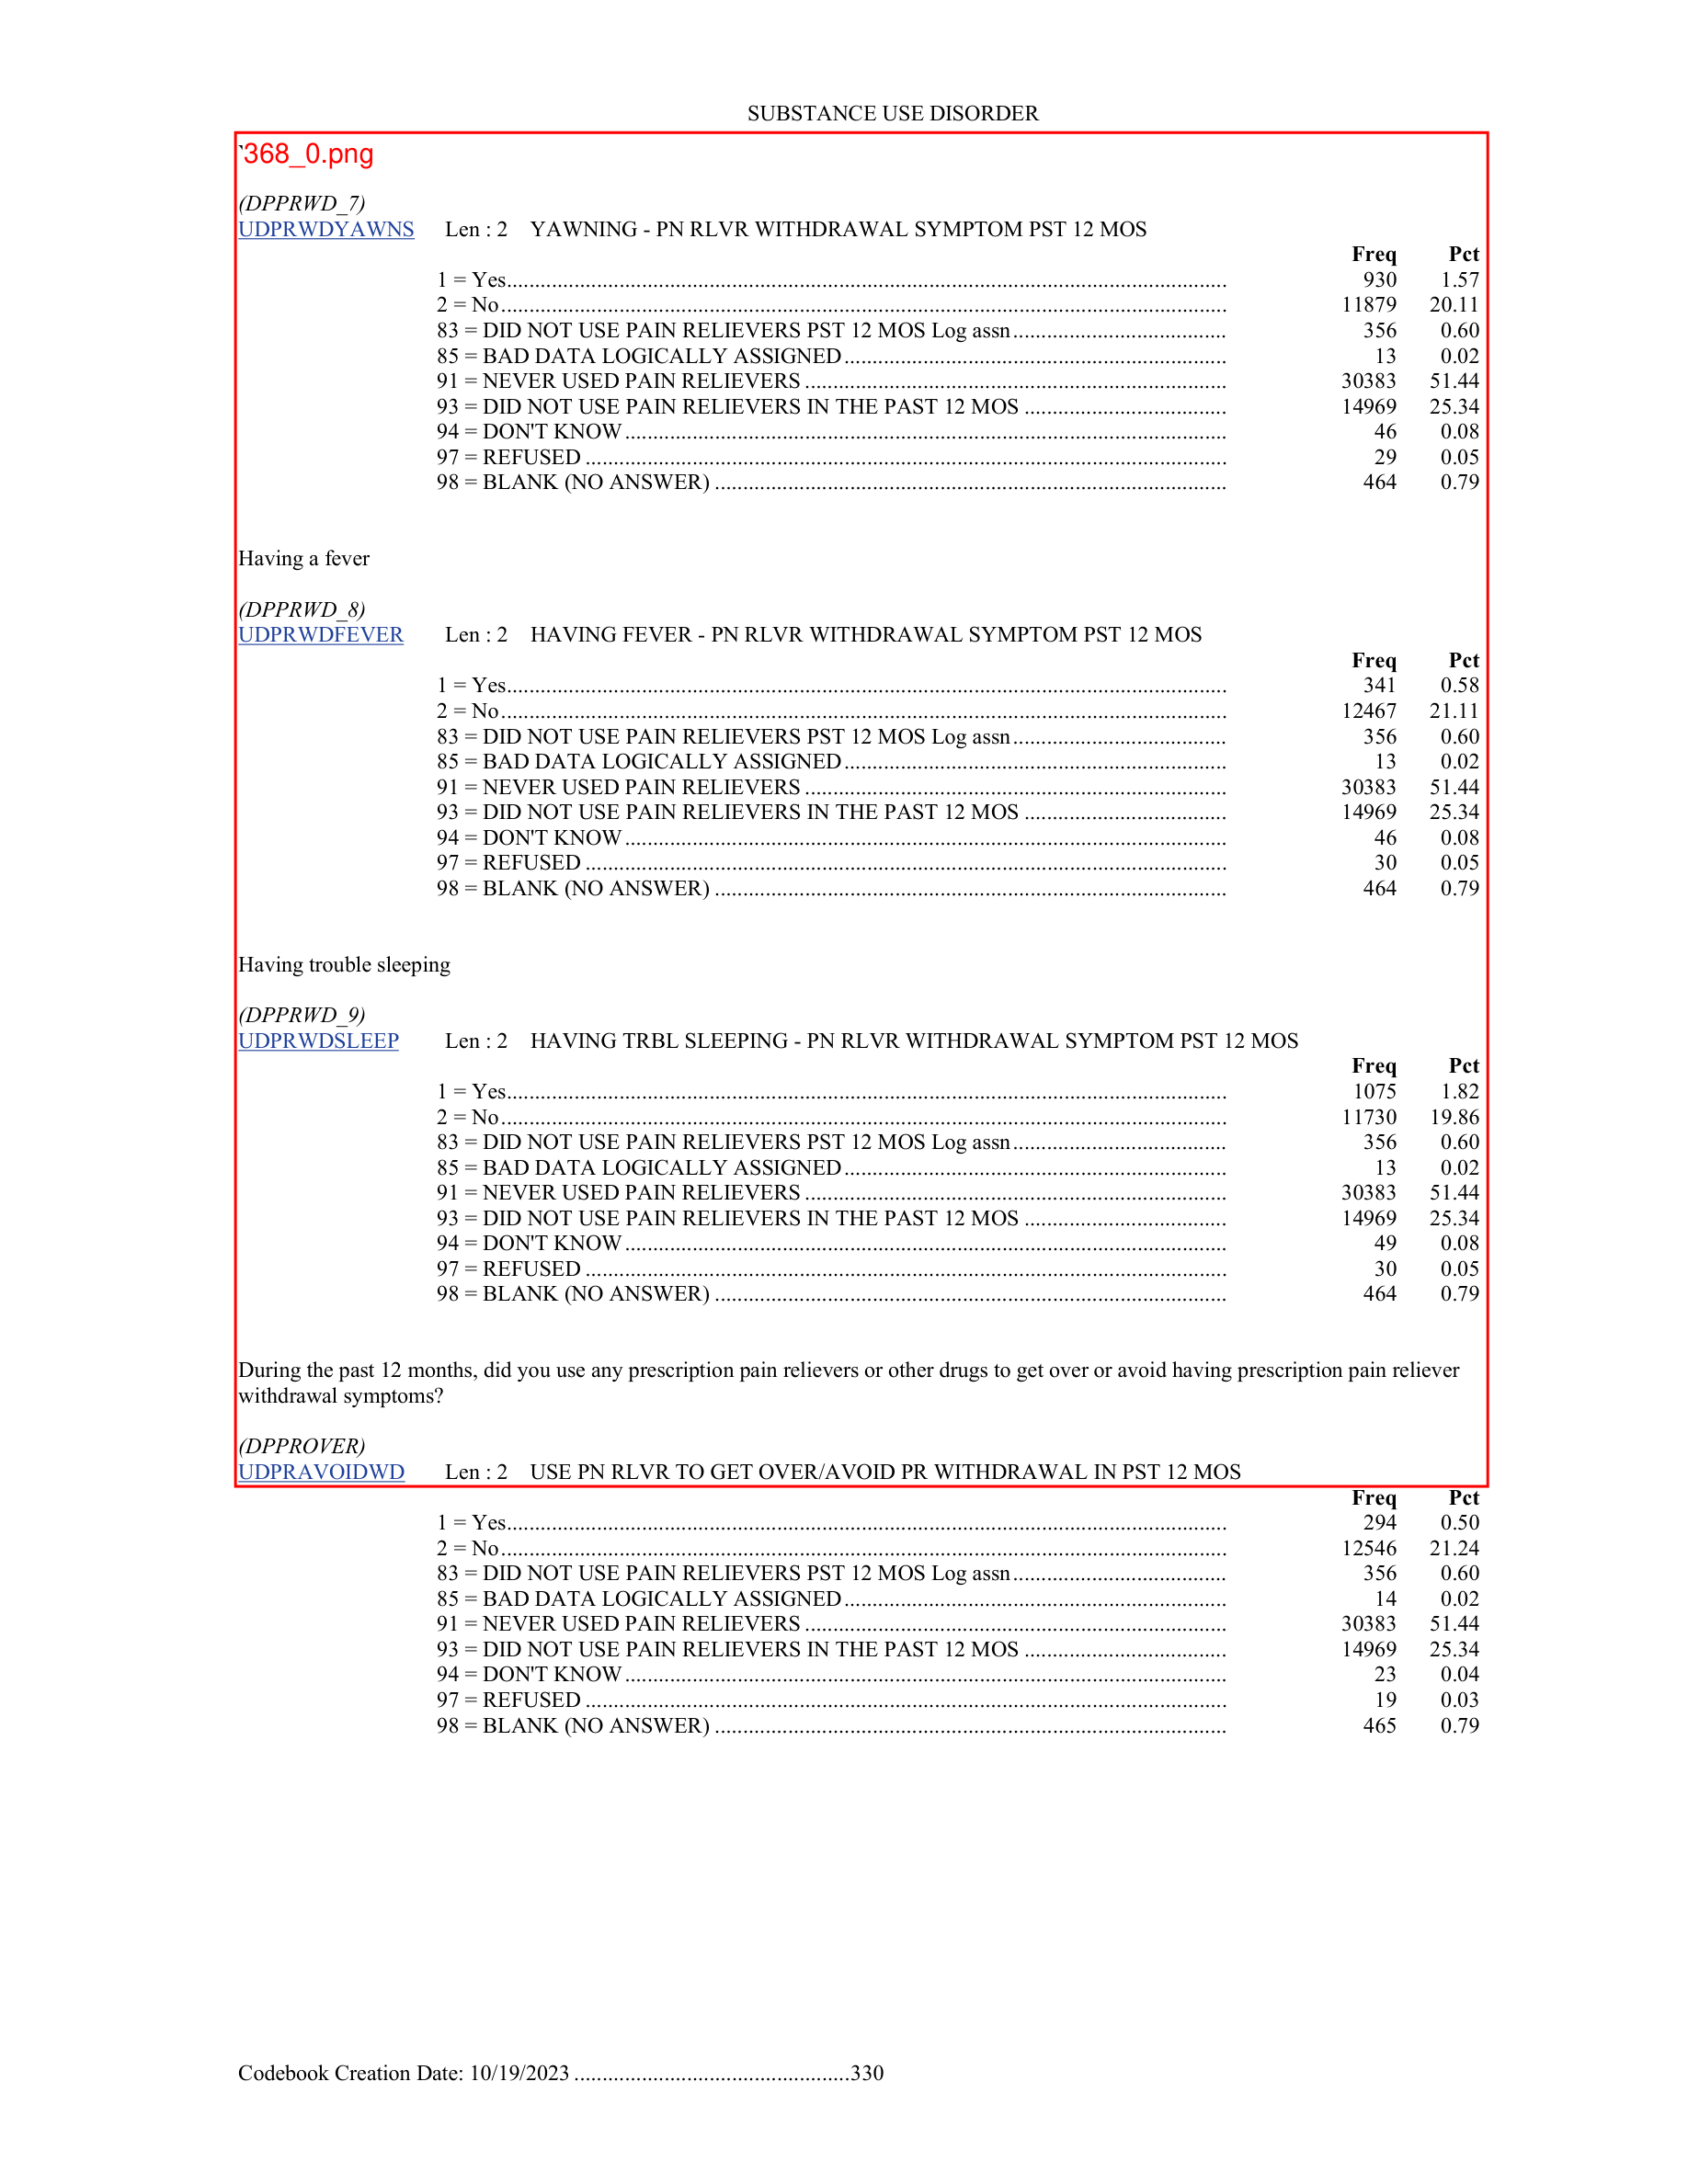 SUBSTANCE USE DISORDER
`368_0.png
(DPPRWD_7)
UDPRWDYAWNS Len : 2 YAWNING - PN RLVR WITHDRAWAL SYMPTOM PST 12 MOS
Freq Pct
1 = Yes 930 1.57
2 = No 11879 20.11
83 = DID NOT USE PAIN RELIEVERS PST 12 MOS Log assn 356 0.60
85 = BAD DATA LOGICALLY ASSIGNED 13 0.02
91 = NEVER USED PAIN RELIEVERS 30383 51.44
93 = DID NOT USE PAIN RELIEVERS IN THE PAST 12 MOS 14969 25.34
94 = DON'T KNOW 46 0.08
97 = REFUSED 29 0.05
98 = BLANK (NO ANSWER) 464 0.79
Having a fever
(DPPRWD_8)
UDPRWDFEVER Len : 2 HAVING FEVER - PN RLVR WITHDRAWAL SYMPTOM PST 12 MOS
Freq Pct
1 = Yes 341 0.58
2 = No 12467 21.11
83 = DID NOT USE PAIN RELIEVERS PST 12 MOS Log assn 356 0.60
85 = BAD DATA LOGICALLY ASSIGNED 13 0.02
91 = NEVER USED PAIN RELIEVERS 30383 51.44
93 = DID NOT USE PAIN RELIEVERS IN THE PAST 12 MOS 14969 25.34
94 = DON'T KNOW 46 0.08
97 = REFUSED 30 0.05
98 = BLANK (NO ANSWER) 464 0.79
Having trouble sleeping
(DPPRWD_9)
UDPRWDSLEEP Len : 2 HAVING TRBL SLEEPING - PN RLVR WITHDRAWAL SYMPTOM PST 12 MOS
Freq Pct
1 = Yes 1075 1.82
2 = No 11730 19.86
83 = DID NOT USE PAIN RELIEVERS PST 12 MOS Log assn 356 0.60
85 = BAD DATA LOGICALLY ASSIGNED 13 0.02
91 = NEVER USED PAIN RELIEVERS 30383 51.44
93 = DID NOT USE PAIN RELIEVERS IN THE PAST 12 MOS 14969 25.34
94 = DON'T KNOW 49 0.08
97 = REFUSED 30 0.05
98 = BLANK (NO ANSWER) 464 0.79
During the past 12 months, did you use any prescription pain relievers or other drugs to get over or avoid having prescription pain reliever
withdrawal symptoms?
(DPPROVER)
UDPRAVOIDWD Len : 2 USE PN RLVR TO GET OVER/AVOID PR WITHDRAWAL IN PST 12 MOS
Freq Pct
1 = Yes 294 0.50
2 = No 12546 21.24
83 = DID NOT USE PAIN RELIEVERS PST 12 MOS Log assn 356 0.60
85 = BAD DATA LOGICALLY ASSIGNED 14 0.02
91 = NEVER USED PAIN RELIEVERS 30383 51.44
93 = DID NOT USE PAIN RELIEVERS IN THE PAST 12 MOS 14969 25.34
94 = DON'T KNOW 23 0.04
97 = REFUSED 19 0.03
98 = BLANK (NO ANSWER) 465 0.79
Codebook Creation Date: 10/19/2023 330